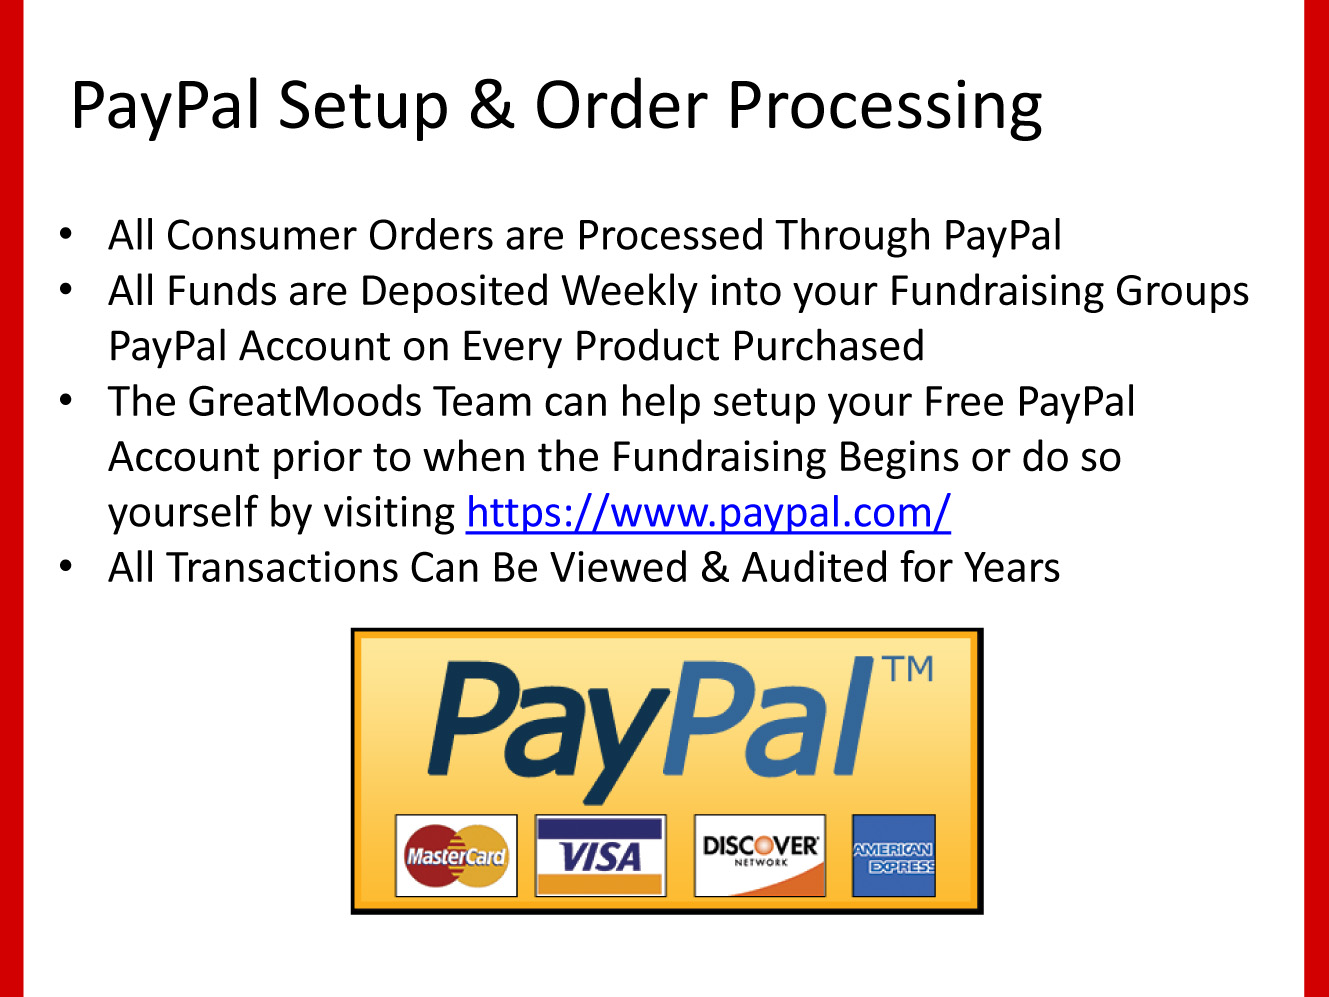 PayPal Setup & Order Processing
• All Consumer Orders are Processed Through PayPal
• All Funds are Deposited Weekly into your Fundraising Groups
PayPal Account on Every Product Purchased
• The GreatMoods Team can help setup your Free PayPal
Account prior to when the Fundraising Begins or do so
yourself by visiting https://www.paypal.com/
• All Transactions Can Be Viewed & Audited for Years
PayPal™
MasterCard VISA DISCOVER AMERICAN
NETWORK EXPRESS